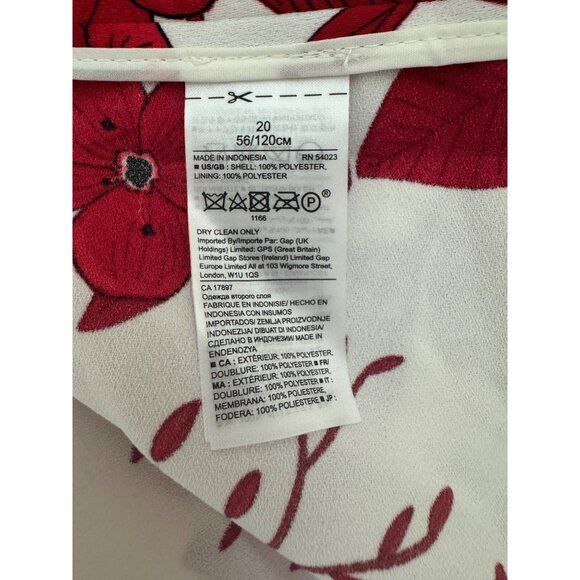 20
56/120CM
MADE IN INDONESIA RN 54023
■ US/GB : SHELL: 100% POLYESTER,
LINING: 100% POLYESTER.
P®
1166
DRY CLEAN ONLY
Imported By/Importe Par: Gap (UK
Holdings) Limited: GPS (Great Britain)
Limited Gap Stores (Ireland) Limited Gap
Europe Limited All at 103 Wigmore Street,
London, W1U 1QS
CA 17897
Одежда второго слоя
FABRIQUE EN INDONISIE/ HECHO EN
INDONESIA CON INSUMOS
IMPORTADOS/ ZEMLJA PROIZVODNJE
INDONEZIJA/ DIBUAT DI INDONESIA/
СДЕЛАНО В ИНДОНЕЗИИ MADE IN
ENDENOZYA
■ CA : EXTÉRIEUR: 100% POLYESTER,
DOUBLURE: 100% POLYESTER ■ FR/
MA : EXTÉRIEUR: 100% POLYESTER,
DOUBLURE: 100% POLYESTER ■ IT :
MEMBRANA: 100% POLIESTERE,
FODERA: 100% POLIESTERE. ■ JP :